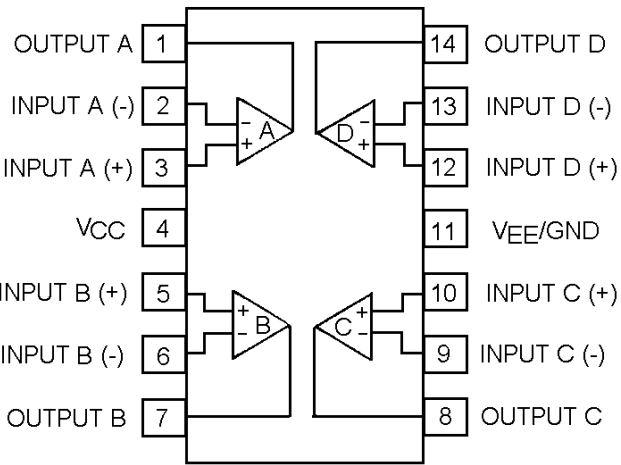 OUTPUT A 1 14 OUTPUT D
INPUT A (-) 2 13 INPUT D (-)
- A D -
INPUT A (+) 3 + + 12 INPUT D (+)
VCC 4 11 VEE/GND
INPUT B (+) 5 10 INPUT C (+)
+ B C +
INPUT B (-) 6 - - 9 INPUT C (-)
OUTPUT B 7 8 OUTPUT C